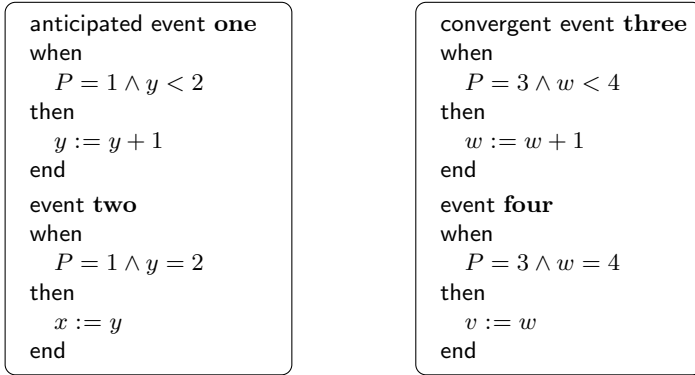 anticipated event one
when
P = 1 ∧ y < 2
then
y := y + 1
end
event two
when
P = 1 ∧ y = 2
then
x := y
end
convergent event three
when
P = 3 ∧ w < 4
then
w := w + 1
end
event four
when
P = 3 ∧ w = 4
then
v := w
end